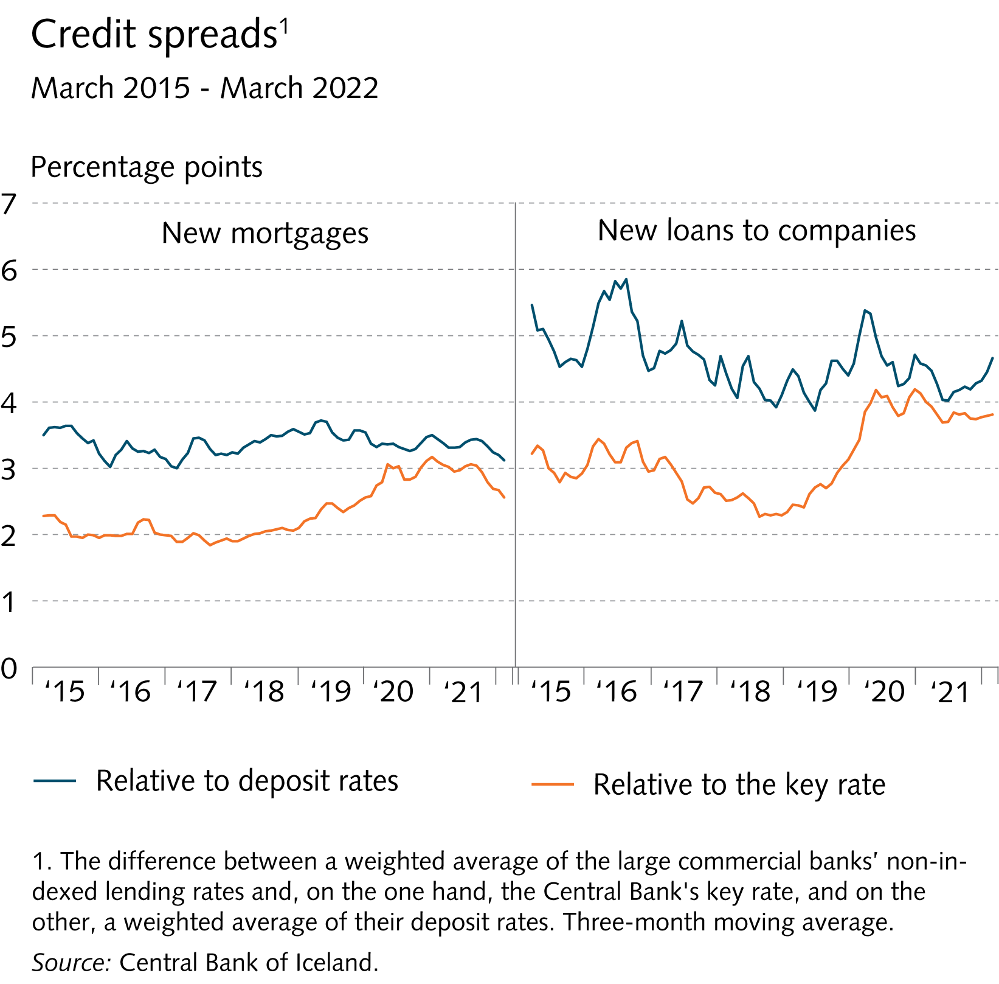 Credit spreads¹
March 2015 - March 2022
Percentage points
7
New mortgages
New loans to companies
6
5
4
3
2
1
0
‘15 ‘16 ‘17 ‘18 ‘19 ‘20 ‘21 ‘15 ‘16 ‘17 ‘18 ‘19 ‘20 ‘21
Relative to deposit rates
Relative to the key rate
1. The difference between a weighted average of the large commercial banks’ non-in-
dexed lending rates and, on the one hand, the Central Bank's key rate, and on the
other, a weighted average of their deposit rates. Three-month moving average.
Source: Central Bank of Iceland.